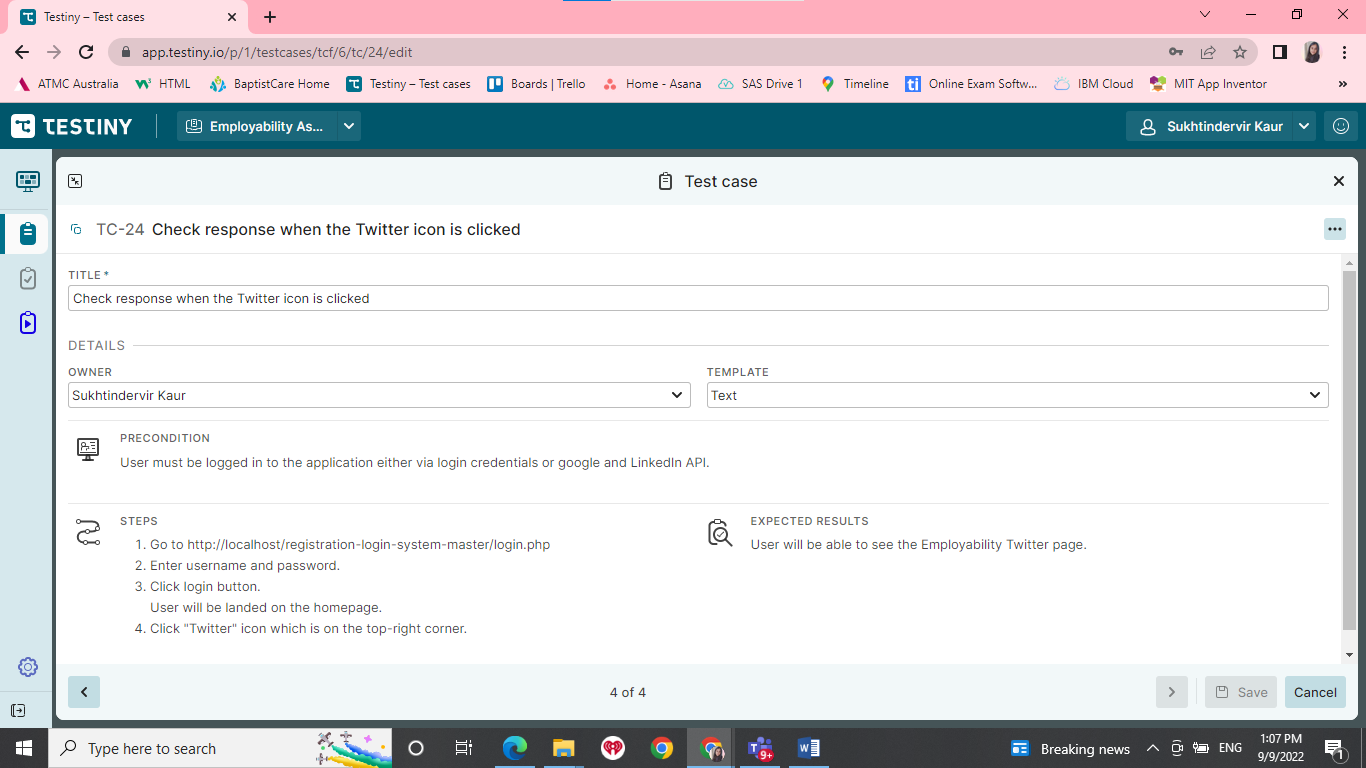 Testiny – Test cases
app.testiny.io/p/1/testcases/tcf/6/tc/24/edit
ATMC Australia HTML BaptistCare Home Testiny – Test cases Boards | Trello Home - Asana SAS Drive 1 Timeline Online Exam Softw... IBM Cloud MIT App Inventor »
TESTINY Employability As... Sukhtindervir Kaur
Test case
TC-24 Check response when the Twitter icon is clicked
TITLE *
Check response when the Twitter icon is clicked
DETAILS
OWNER TEMPLATE
Sukhtindervir Kaur Text
PRECONDITION
User must be logged in to the application either via login credentials or google and LinkedIn API.
STEPS EXPECTED RESULTS
1. Go to http://localhost/registration-login-system-master/login.php User will be able to see the Employability Twitter page.
2. Enter username and password.
3. Click login button.
User will be landed on the homepage.
4. Click "Twitter" icon which is on the top-right corner.
4 of 4 Save Cancel
Type here to search 9+ Breaking news ENG 1:07 PM
9/9/2022 1